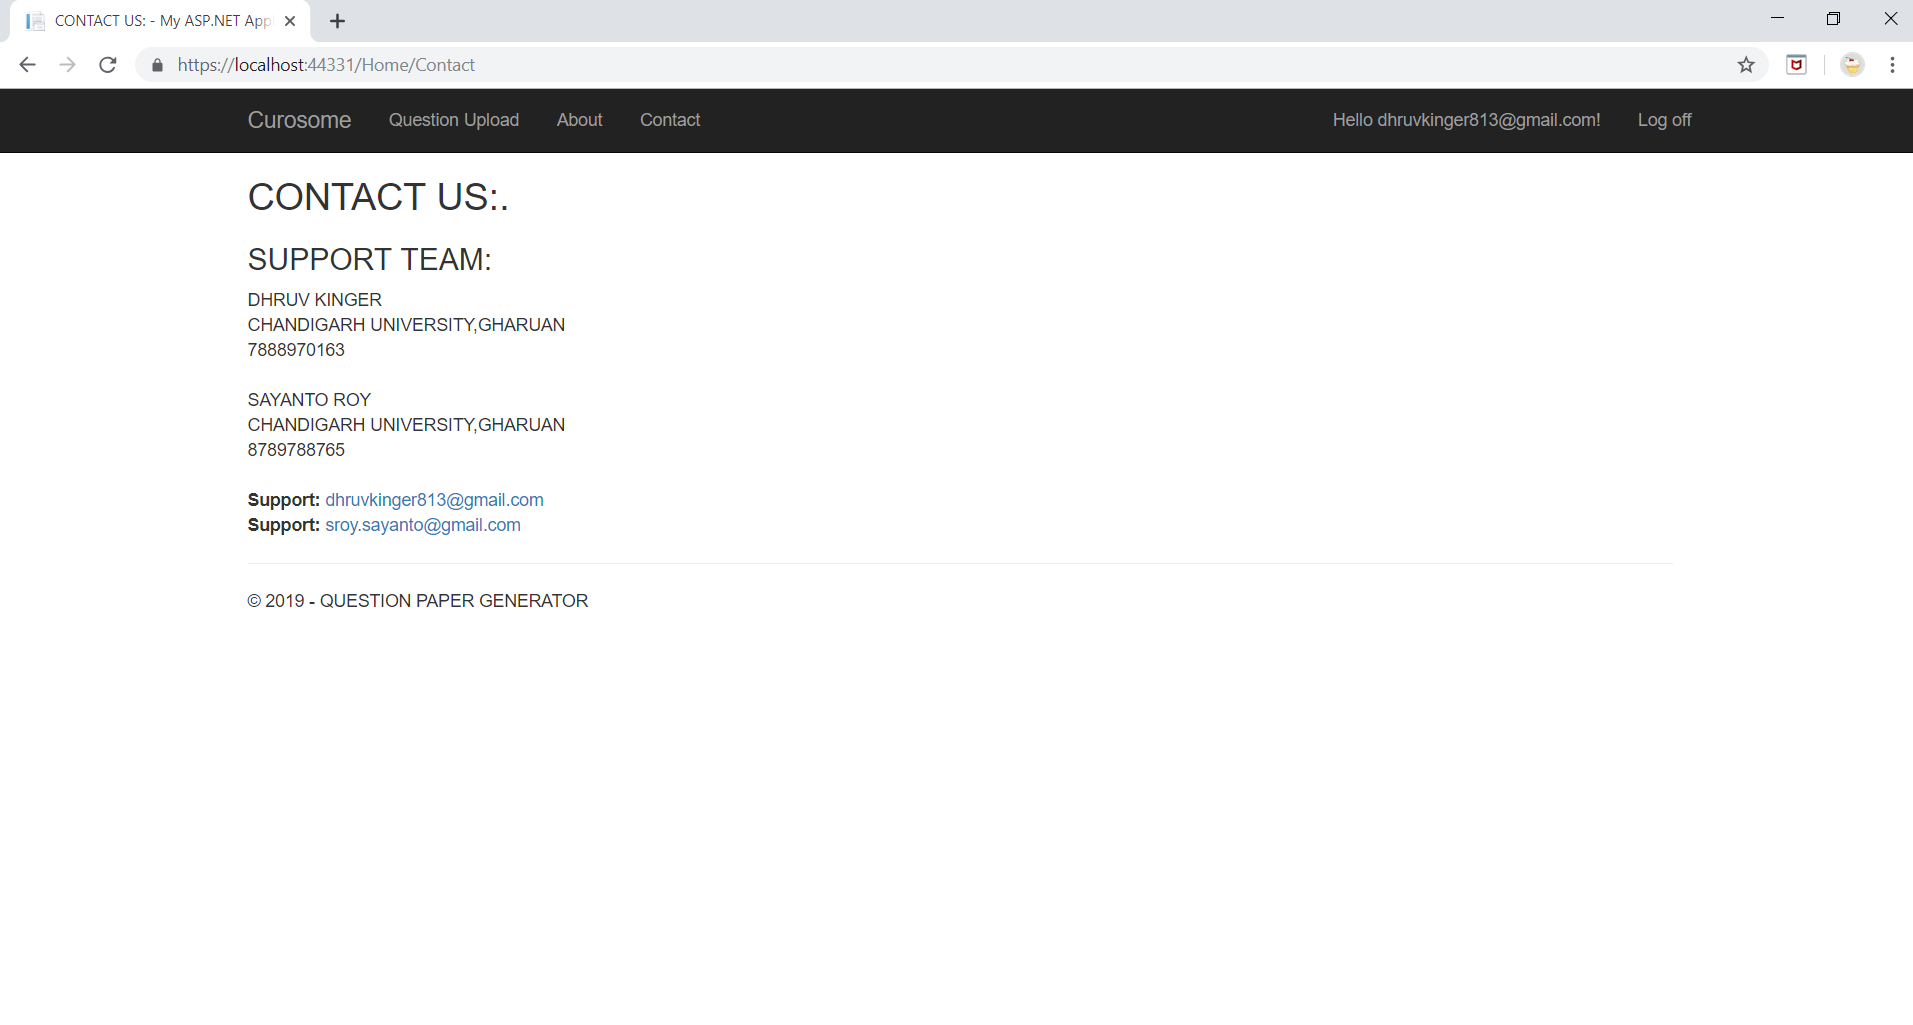 CONTACT US: - My ASP.NET App
https://localhost:44331/Home/Contact
Curosome Question Upload About Contact Hello dhruvkinger813@gmail.com! Log off
CONTACT US:.
SUPPORT TEAM:
DHRUV KINGER
CHANDIGARH UNIVERSITY,GHARUAN
7888970163
SAYANTO ROY
CHANDIGARH UNIVERSITY,GHARUAN
8789788765
Support: dhruvkinger813@gmail.com
Support: sroy.sayanto@gmail.com
© 2019 - QUESTION PAPER GENERATOR